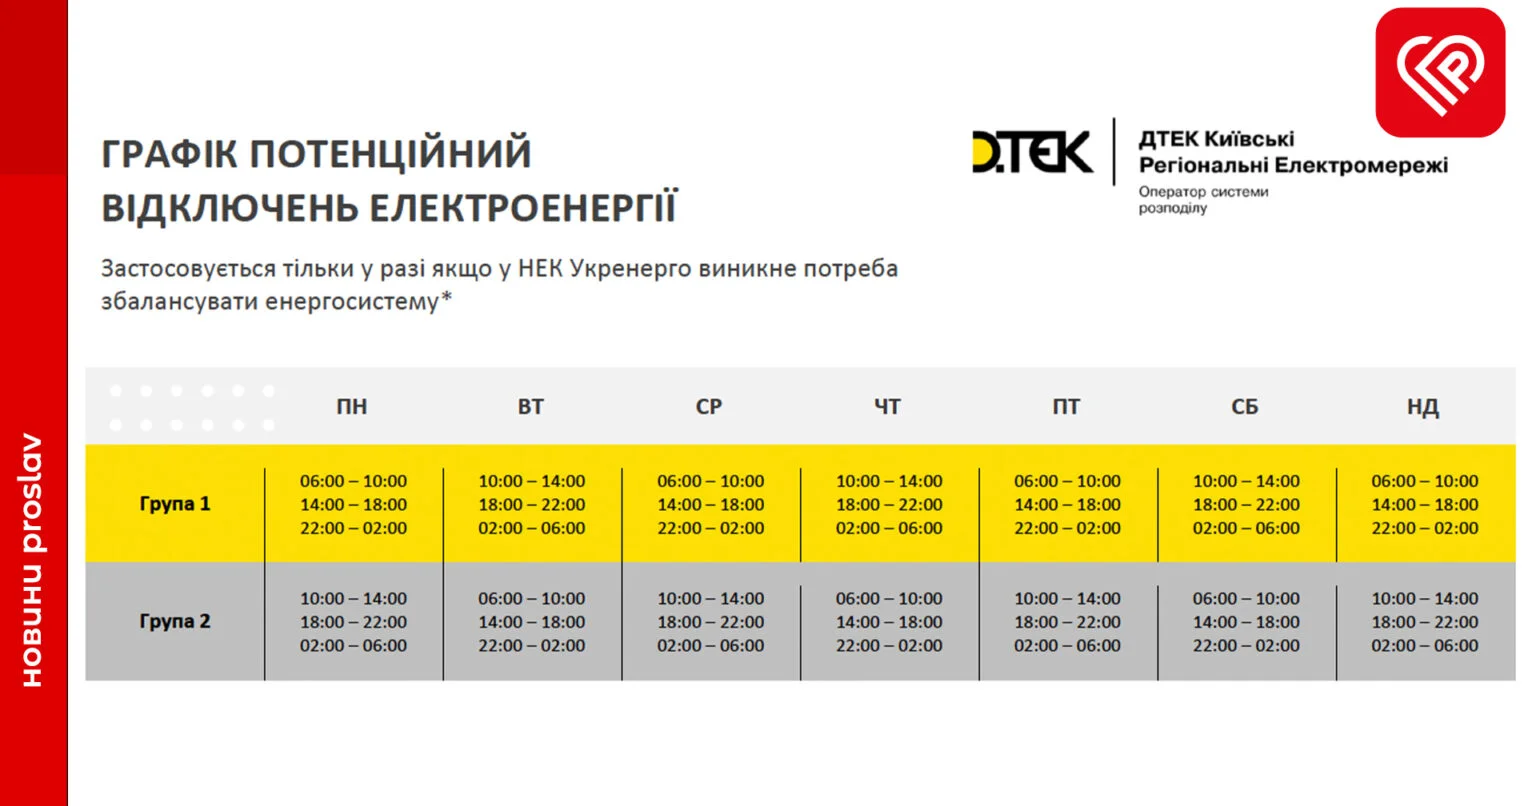 ГРАФІК ПОТЕНЦІЙНИЙ
ВІДКЛЮЧЕНЬ ЕЛЕКТРОЕНЕРГІЇ
Застосовується тільки у разі якщо у НЕК Укренерго виникне потреба
збалансувати енергосистему*
ДТЕК
ДТЕК Київські
Регіональні Електромережі
Оператор системи
розподілу
ПН ВТ СР ЧТ ПТ СБ НД
Група 1
06:00 – 10:00 10:00 – 14:00 06:00 – 10:00 10:00 – 14:00 06:00 – 10:00 10:00 – 14:00 06:00 – 10:00
14:00 – 18:00 18:00 – 22:00 14:00 – 18:00 18:00 – 22:00 14:00 – 18:00 18:00 – 22:00 14:00 – 18:00
22:00 – 02:00 02:00 – 06:00 22:00 – 02:00 02:00 – 06:00 22:00 – 02:00 02:00 – 06:00 22:00 – 02:00
Група 2
10:00 – 14:00 06:00 – 10:00 10:00 – 14:00 06:00 – 10:00 10:00 – 14:00 06:00 – 10:00 10:00 – 14:00
18:00 – 22:00 14:00 – 18:00 18:00 – 22:00 14:00 – 18:00 18:00 – 22:00 14:00 – 18:00 18:00 – 22:00
02:00 – 06:00 22:00 – 02:00 02:00 – 06:00 22:00 – 02:00 02:00 – 06:00 22:00 – 02:00 02:00 – 06:00
новини proslav